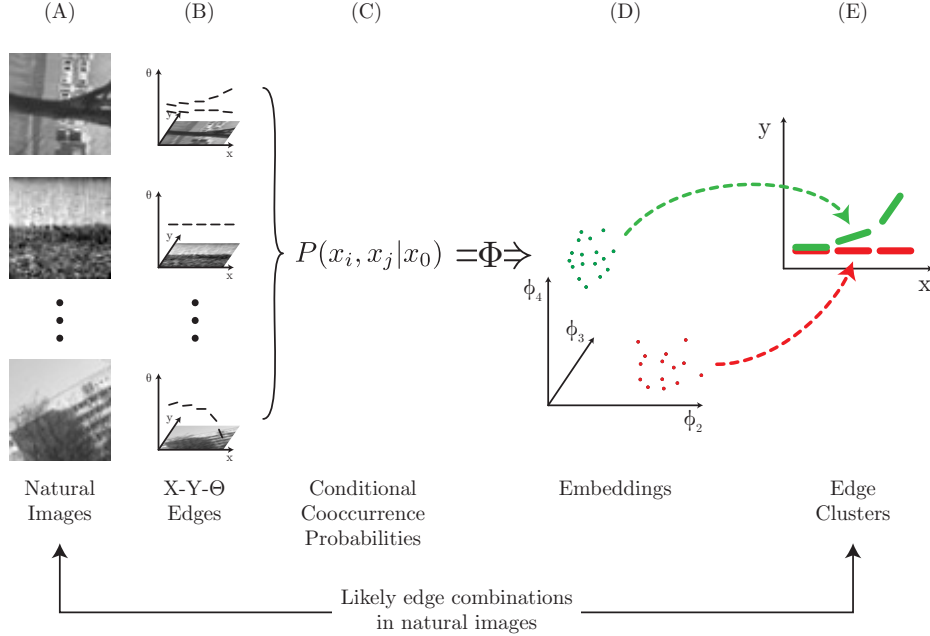 (A)
(B)
(C)
(D)
(E)
θ
y
x
θ
y
x
θ
y
x
P(x_i, x_j|x_0)
=Φ⇒
ϕ_4
ϕ_3
ϕ_2
y
x
Natural
Images
X-Y-Θ
Edges
Conditional
Cooccurrence
Probabilities
Embeddings
Edge
Clusters
Likely edge combinations
in natural images